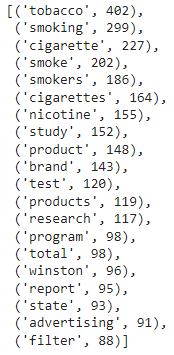 [('tobacco', 402),
('smoking', 299),
('cigarette', 227),
('smoke', 202),
('smokers', 186),
('cigarettes', 164),
('nicotine', 155),
('study', 152),
('product', 148),
('brand', 143),
('test', 120),
('products', 119),
('research', 117),
('program', 98),
('total', 98),
('winston', 96),
('report', 95),
('state', 93),
('advertising', 91),
('filter', 88)]